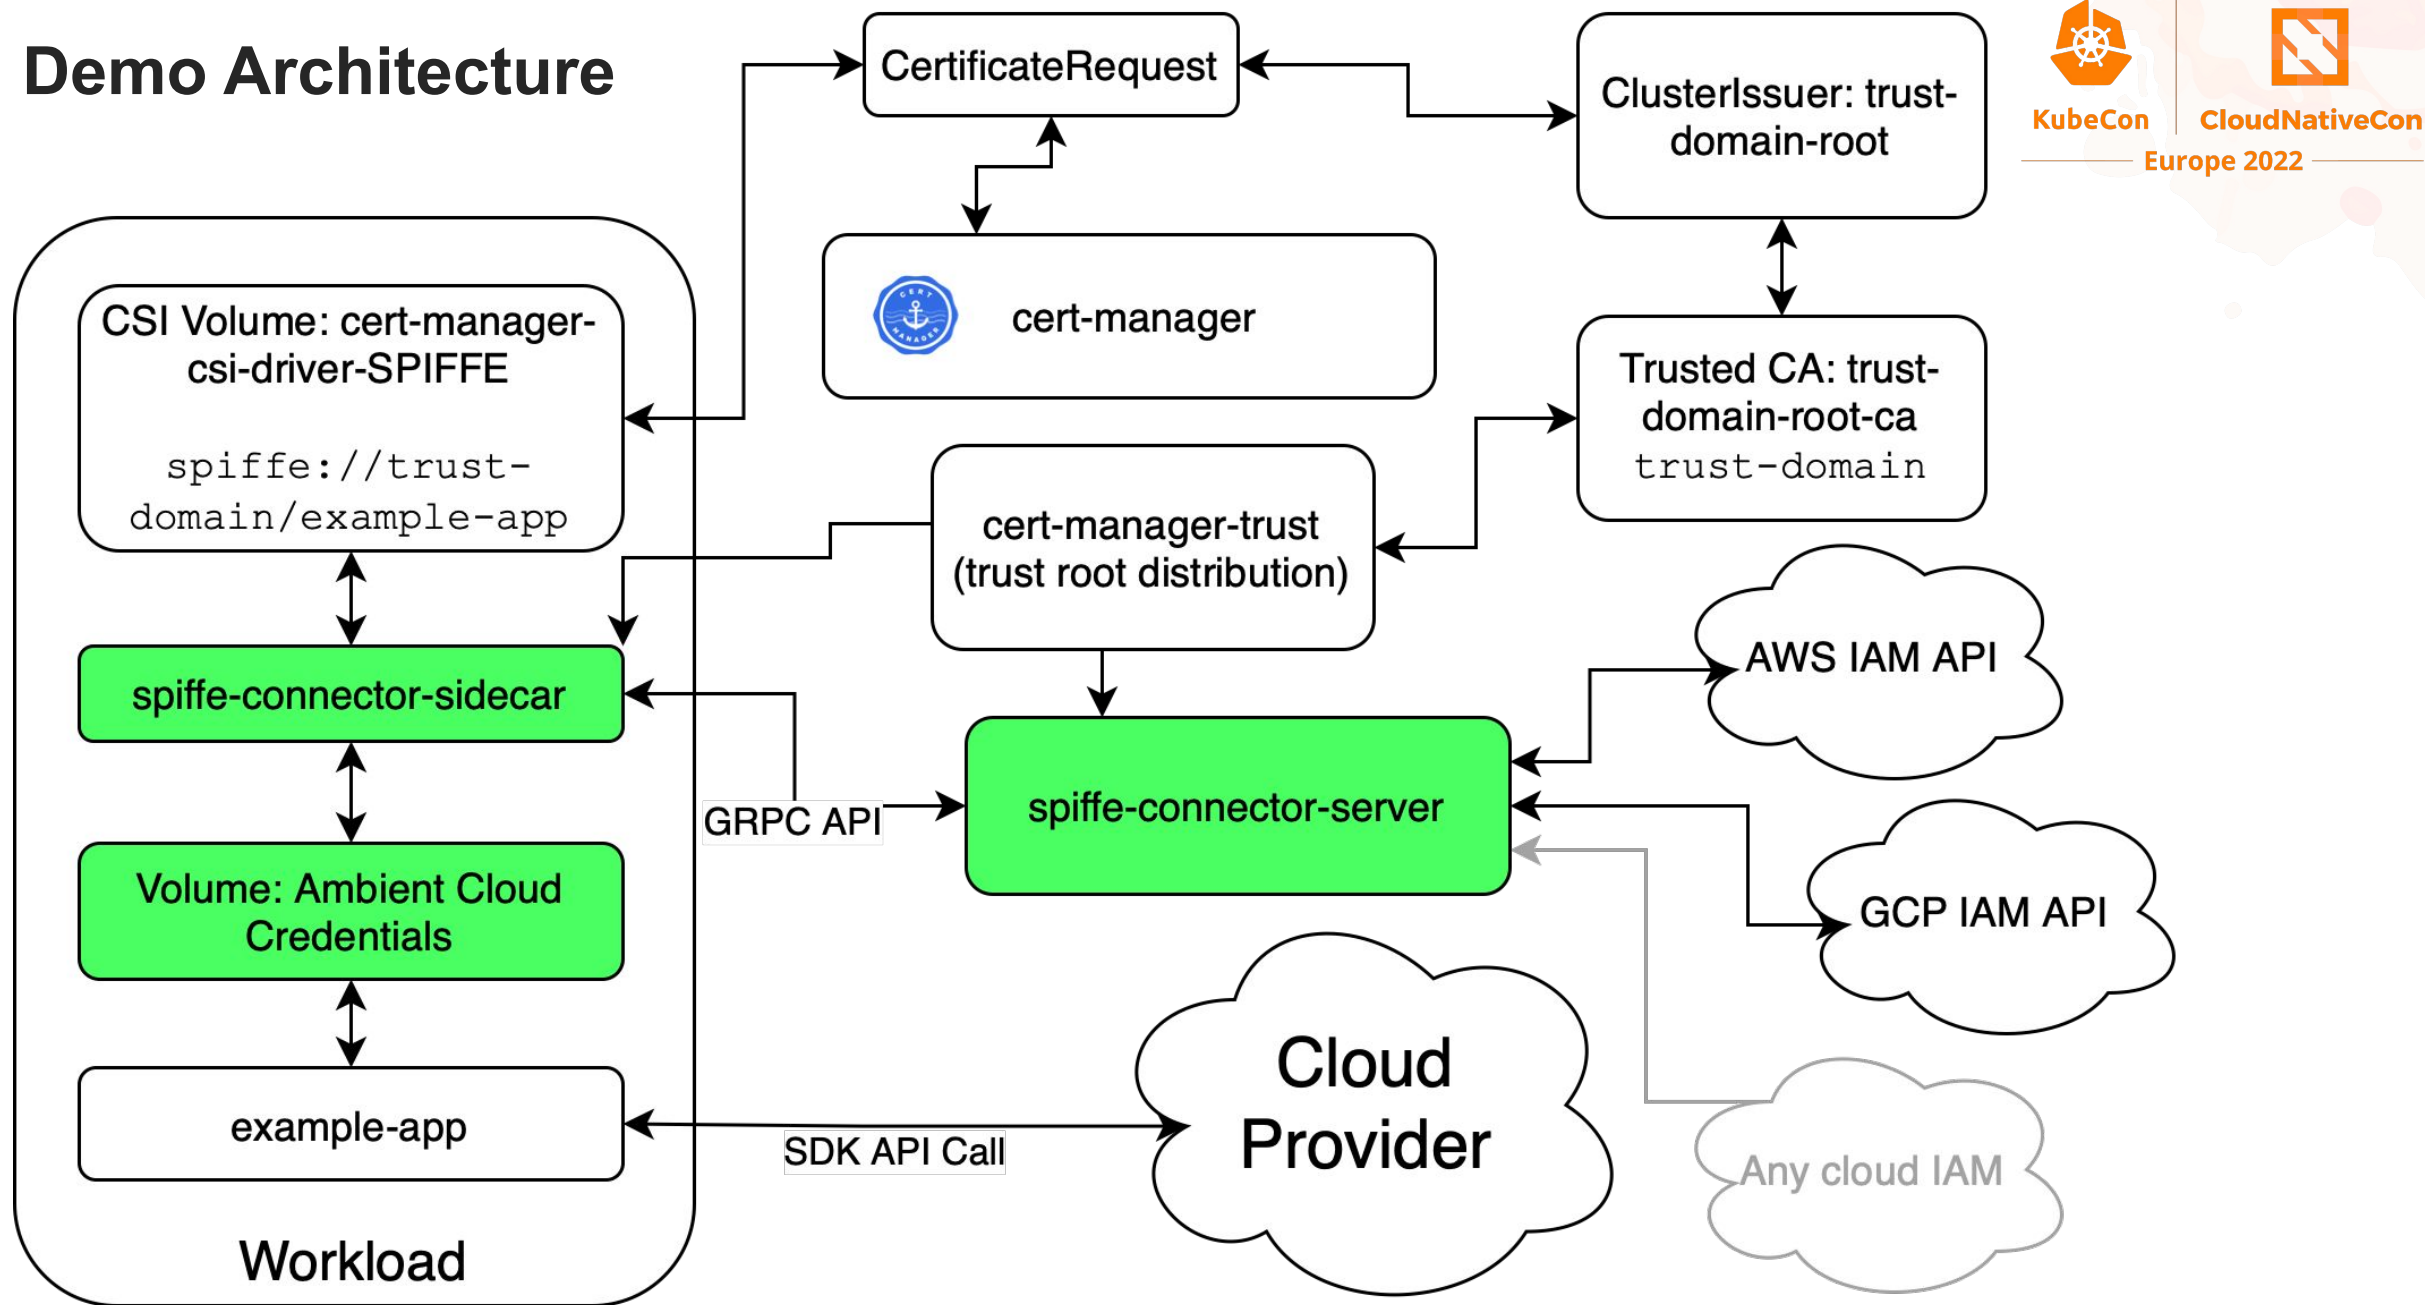 Demo Architecture
CertificateRequest
ClusterIssuer: trust-
domain-root
KubeCon
CloudNativeCon
Europe 2022
CERT
MANAGER
cert-manager
CSI Volume: cert-manager-
csi-driver-SPIFFE
spiffe://trust-
domain/example-app
Trusted CA: trust-
domain-root-ca
trust-domain
cert-manager-trust
(trust root distribution)
AWS IAM API
spiffe-connector-sidecar
GRPC API
spiffe-connector-server
Volume: Ambient Cloud
Credentials
GCP IAM API
Cloud
Provider
example-app
SDK API Call
Any cloud IAM
Workload